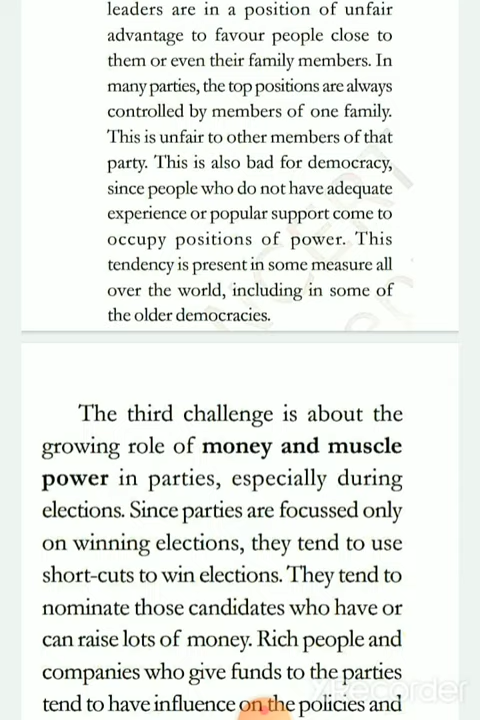 leaders are in a position of unfair
advantage to favour people close to
them or even their family members. In
many parties, the top positions are always
controlled by members of one family.
This is unfair to other members of that
party. This is also bad for democracy,
since people who do not have adequate
experience or popular support come to
occupy positions of power. This
tendency is present in some measure all
over the world, including in some of
the older democracies.
The third challenge is about the
growing role of money and muscle
power in parties, especially during
elections. Since parties are focussed only
on winning elections, they tend to use
short-cuts to win elections. They tend to
nominate those candidates who have or
can raise lots of money. Rich people and
companies who give funds to the parties
tend to have influence on the policies and